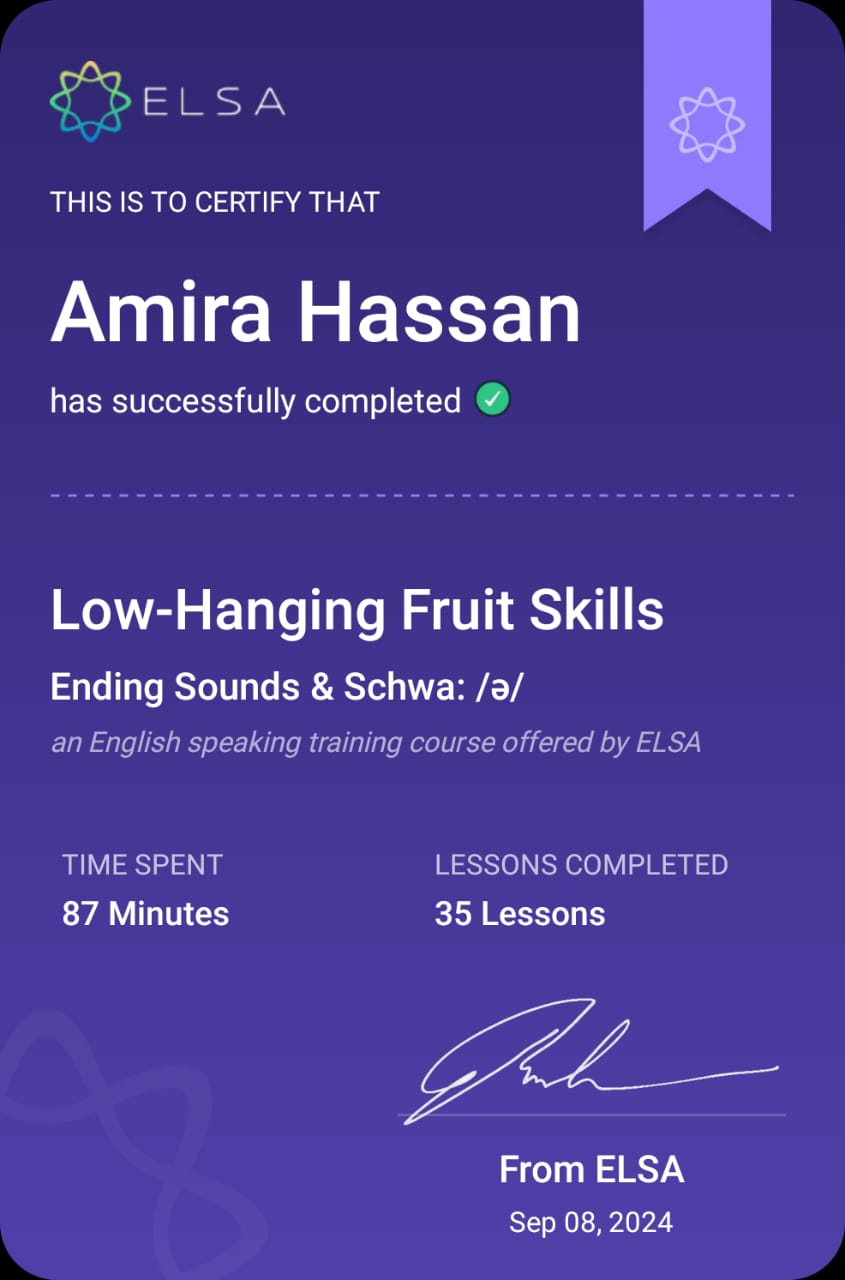 ELSA
THIS IS TO CERTIFY THAT
Amira Hassan
has successfully completed
Low-Hanging Fruit Skills
Ending Sounds & Schwa: /ə/
an English speaking training course offered by ELSA
TIME SPENT
87 Minutes
LESSONS COMPLETED
35 Lessons
From ELSA
Sep 08, 2024